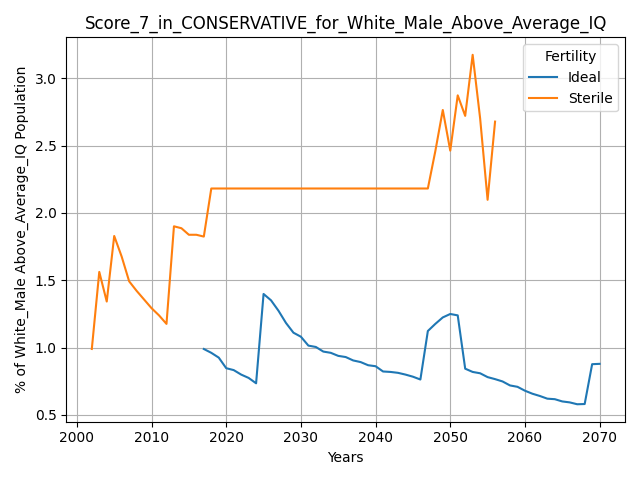 Score_7_in_CONSERVATIVE_for_White_Male_Above_Average_IQ
% of White_Male Above_Average_IQ Population
3.0
2.5
2.0
1.5
1.0
0.5
Fertility
Ideal
Sterile
2000 2010 2020 2030 2040 2050 2060 2070
Years